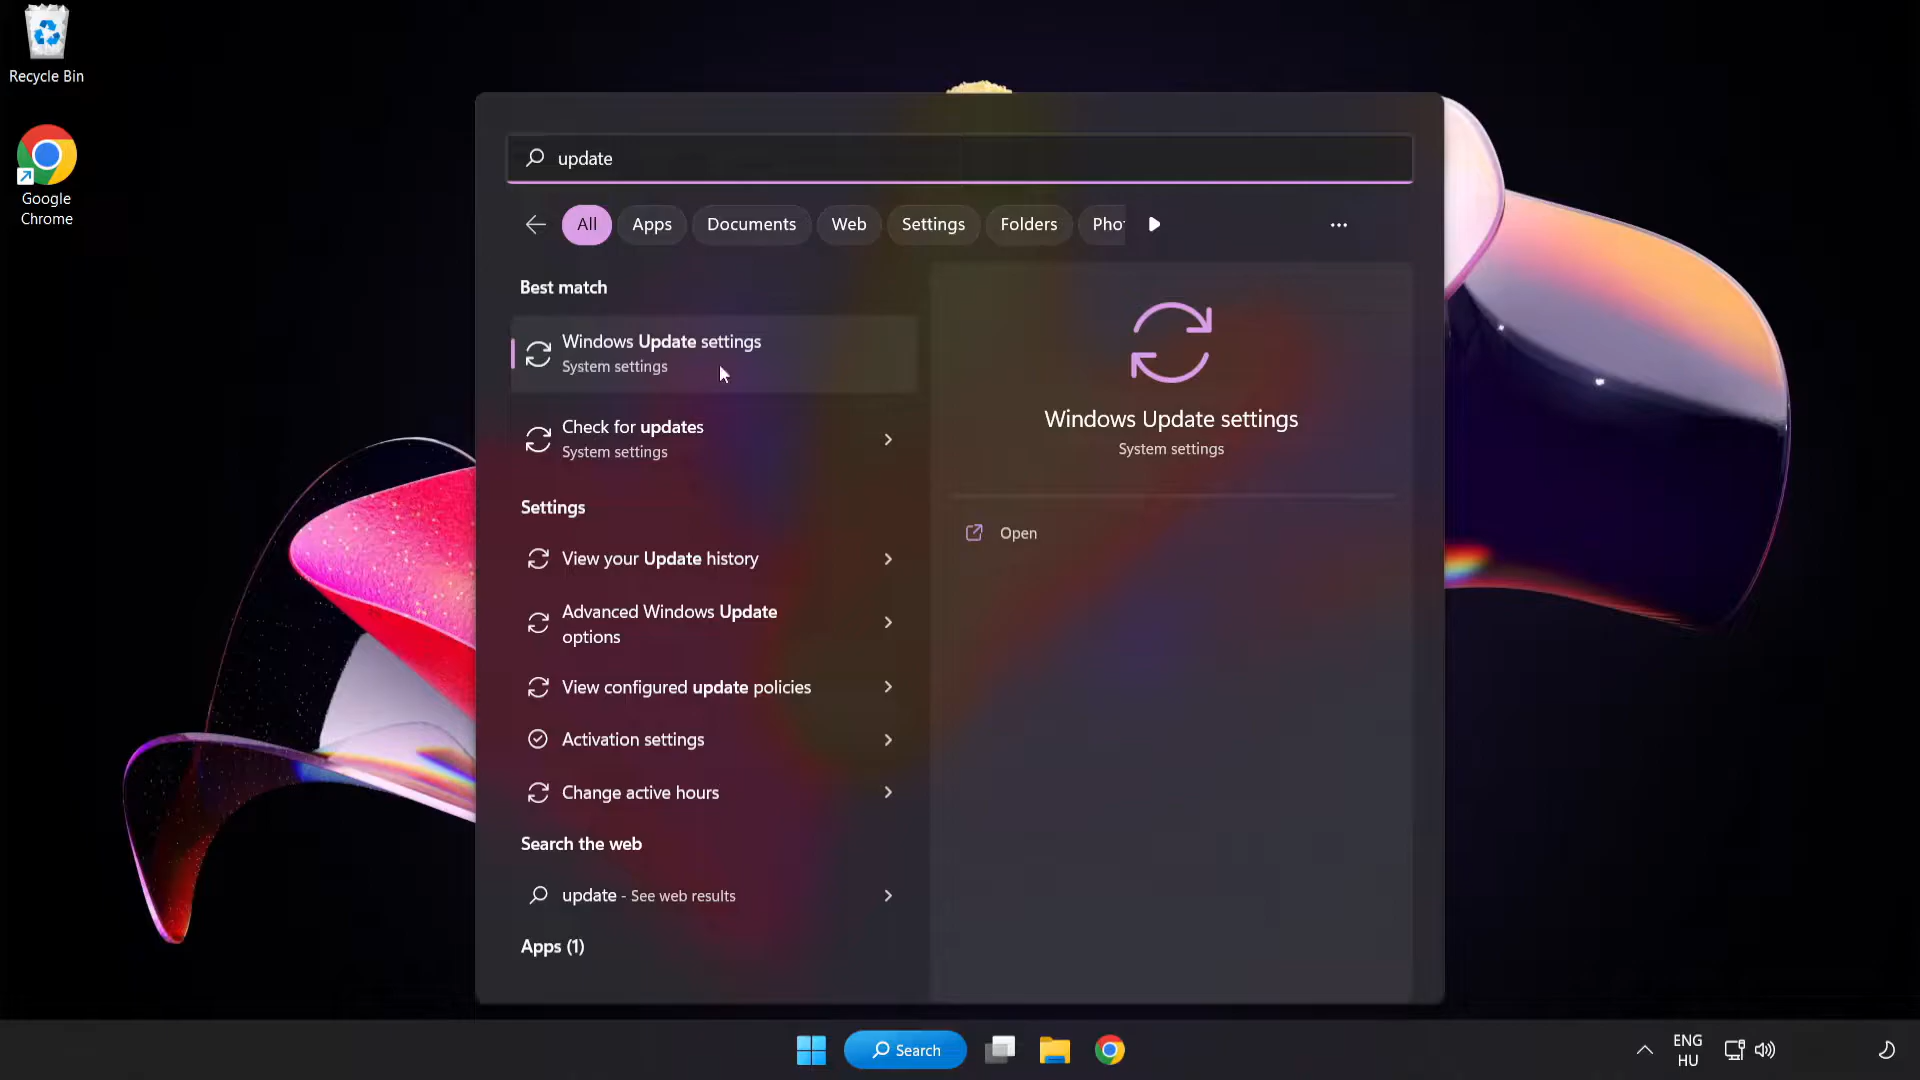 Recycle Bin
Google
Chrome
update
All
Apps
Documents
Web
Settings
Folders
Pho
Best match
Windows Update settings
System settings
Check for updates
System settings
Settings
View your Update history
Advanced Windows Update
options
View configured update policies
Activation settings
Change active hours
Search the web
update - See web results
Apps (1)
Windows Update settings
System settings
Open
Search
ENG
HU